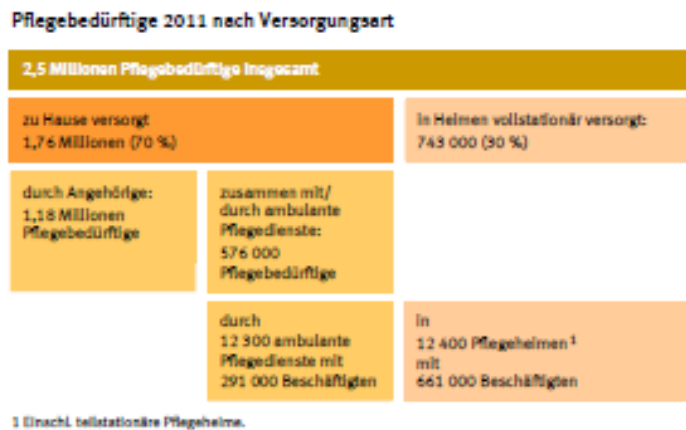 Pflegebedürftige 2011 nach Versorgungsart
2,5 Millionen Pflegebedürftige insgesamt
zu Hause versorgt
1,76 Millionen (70 %)
in Heimen vollstationär versorgt:
743 000 (30 %)
durch Angehörige:
1,18 Millionen
Pflegebedürftige
zusammen mit/
durch ambulante
Pflegedienste:
576 000
Pflegebedürftige
durch
12 300 ambulante
Pflegedienste mit
291 000 Beschäftigten
in
12 400 Pflegeheimen 1
mit
661 000 Beschäftigten
1 Einschl. teilstationäre Pflegeheime.